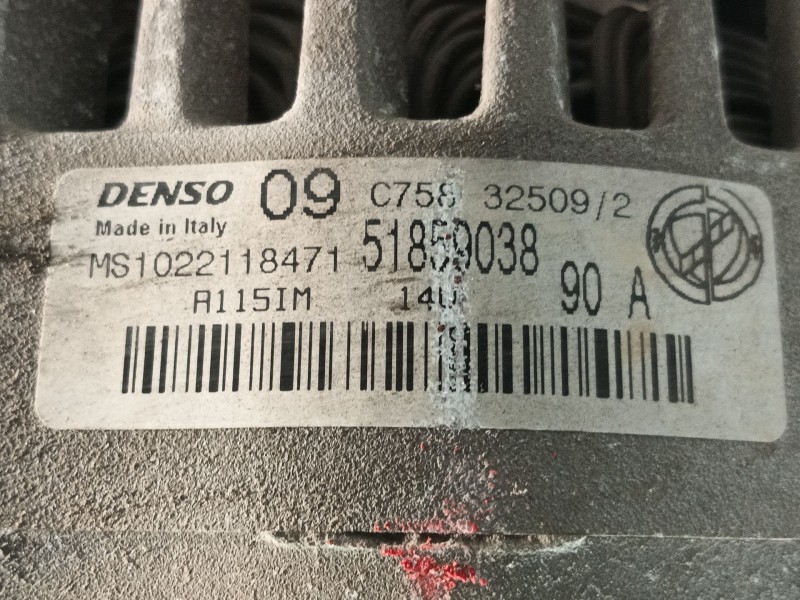 DENSO 09 C758 32509/2
Made in Italy
MS1022118471 51859038
A115IM 14V 90 A